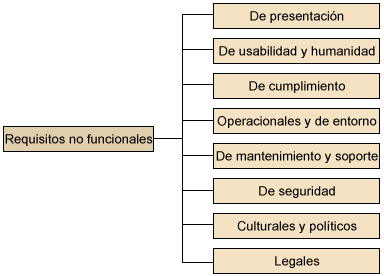 Requisitos no funcionales
De presentación
De usabilidad y humanidad
De cumplimiento
Operacionales y de entorno
De mantenimiento y soporte
De seguridad
Culturales y políticos
Legales